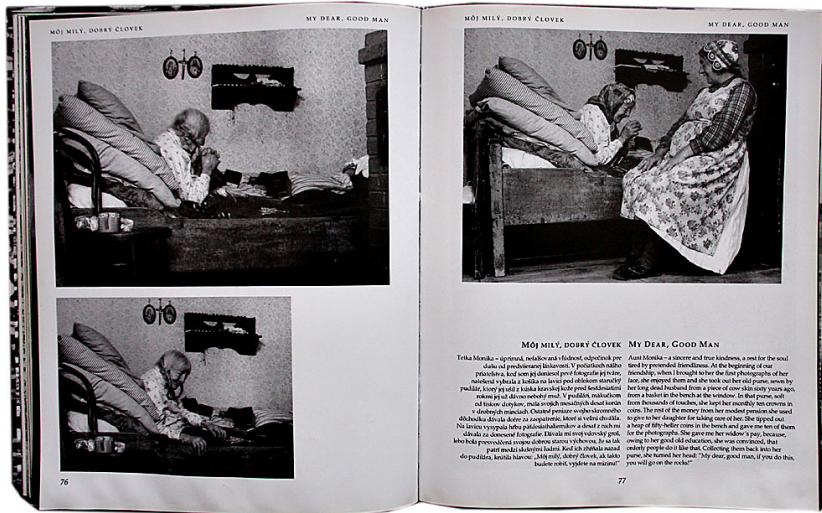 MÔJ MILÝ, DOBRÝ ČLOVEK
MY DEAR, GOOD MAN
76
MÔJ MILÝ, DOBRÝ ČLOVEK
MY DEAR, GOOD MAN
MÔJ MILÝ, DOBRÝ ČLOVEK
Tetka Monika – úprimná, nefalšovaná vľúdnosť, odpočinok pre
dušu od predstieranej láskavosti. V počiatkoch nášho
priateľstva, keď som jej doniesol prvé fotografie jej tváre,
natešená vybrala z košíka na lavici pod oblokom staručký
pudilár, ktorý jej ušil z kúska kravskej kože pred šesťdesiatimi
rokmi jej už dávno nebohý muž. V pudilári, mäkučkom
od tisícov dotykov, mala svojich mesačných desať korún
v drobných minciach. Ostatné peniaze svojho skromného
dôchodku dávala dcére za zaopatrenie, ktoré si veľmi chválila.
Na lavicu vysypala hŕbu päťdesiathaliernikov a desať z nich mi
dávala za donesené fotografie. Dávala mi svoj vdovský groš,
lebo bola presvedčená svojou dobrou starou výchovou, že sa tak
patrí medzi slušnými ľuďmi. Keď ich zhŕňala nazad
do pudilára, krútila hlavou: „Môj milý, dobrý človek, ak takto
budete robiť, vyjdete na mizinu!“
MY DEAR, GOOD MAN
Aunt Monika – a sincere and true kindness, a rest for the soul
tired by pretended friendliness. At the beginning of our
friendship, when I brought to her the first photographs of her
face, she enjoyed them and she took out her old purse, sewn by
her long dead husband from a piece of cow skin sixty years ago,
from a basket in the bench at the window. In that purse, soft
from thousands of touches, she kept her monthly ten crowns in
coins. The rest of the money from her modest pension she used
to give to her daughter for taking care of her. She tipped out
a heap of fifty-heller coins in the bench and gave me ten of them
for the photographs. She gave me her widow's pay, because,
owing to her good old education, she was convinced, that
orderly people do it like that. Collecting them back into her
purse, she turned her head: "My dear, good man, if you do this,
you will go on the rocks!"
77